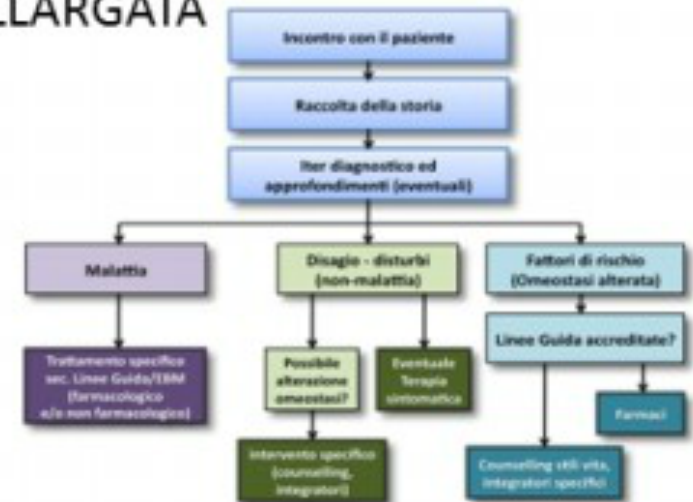 LLARGATA
Incontro con il paziente
Raccolta della storia
Iter diagnostico ed
approfondimenti (eventuali)
Malattia
Disagio - disturbi
(non-malattia)
Fattori di rischio
(Omeostasi alterata)
Trattamento specifico
sec. Linee Guida/EBM
(farmacologico
e/o non farmacologico)
Possibile
alterazione
omeostasi?
Eventuale
Terapia
sintomatica
Linee Guida accreditate?
Farmaci
Intervento specifico
(counselling,
integratori)
Counselling stili vita,
integratori specifici